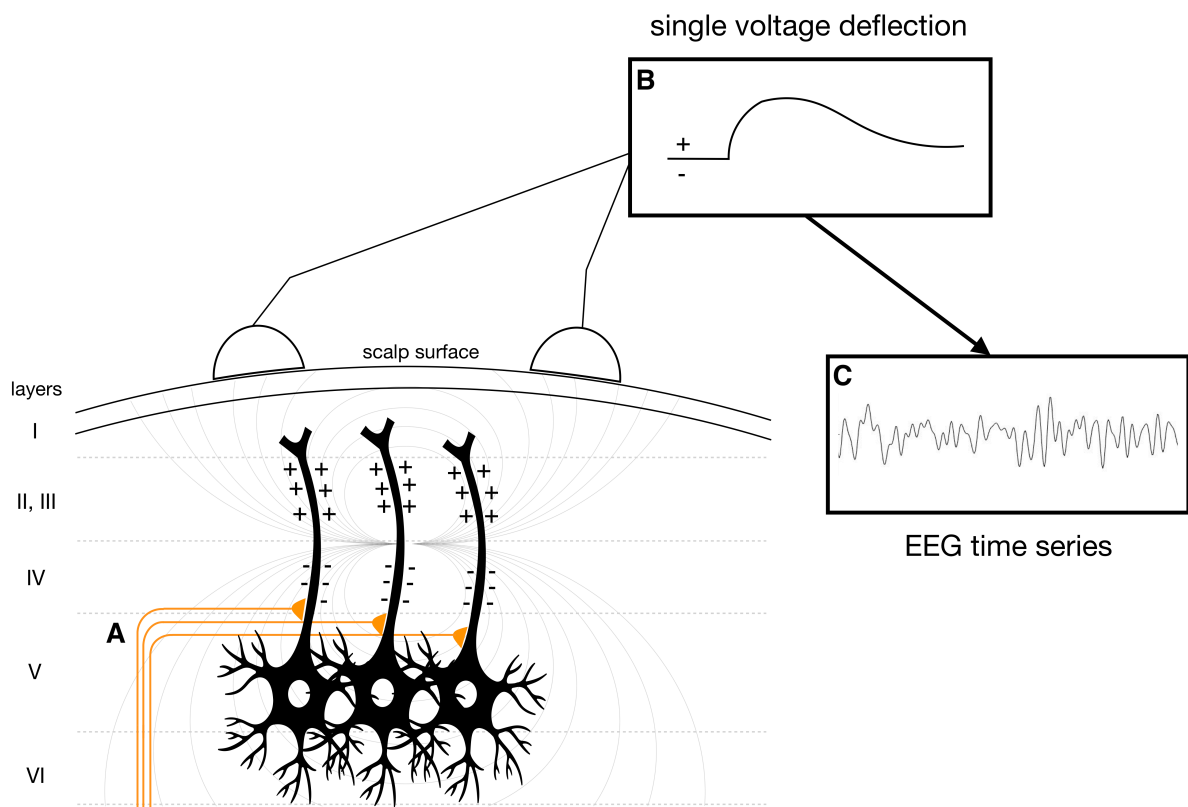 single voltage deflection
B
+
-
scalp surface
layers
I
II, III
IV
V
VI
A
C
EEG time series
+ +
+ +
+ +
+ +
+ +
+ +
+ +
+ +
+ +
- -
- -
- -
- -
- -
- -
- -
- -
- -